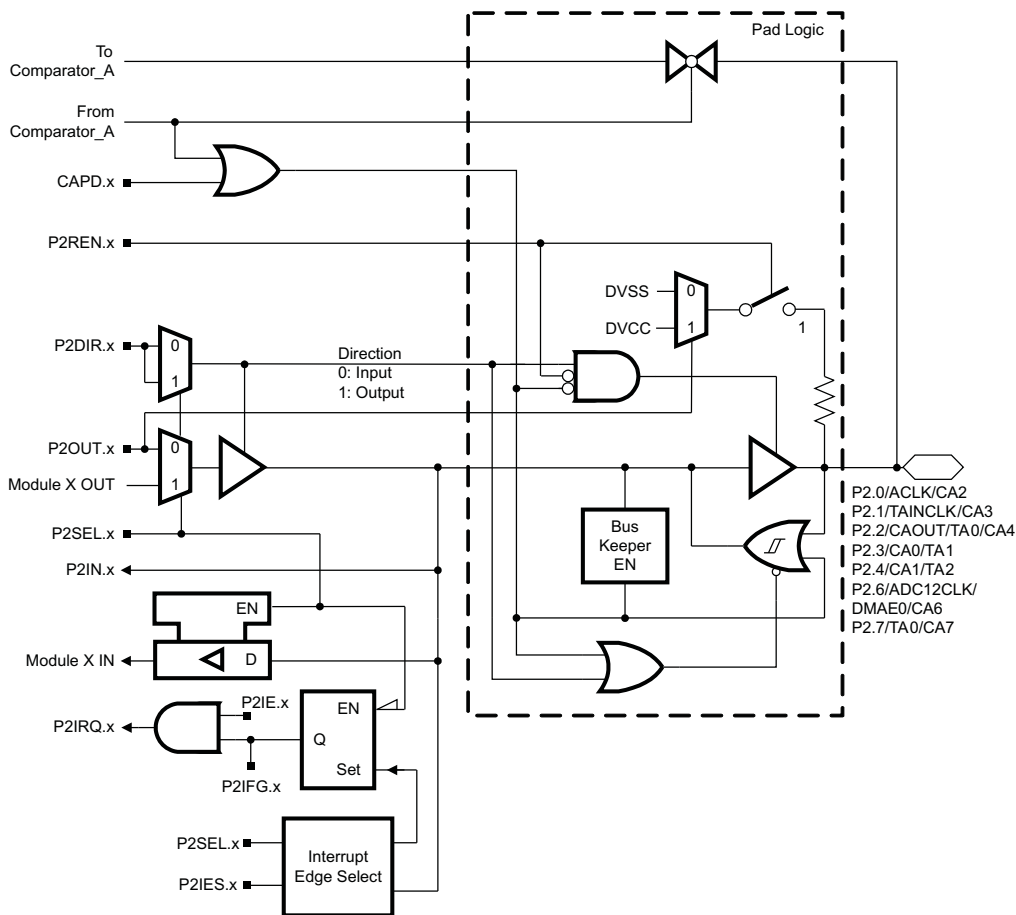 Pad Logic
To
Comparator_A
From
Comparator_A
CAPD.x
P2REN.x
DVSS
0
DVCC
1
1
P2DIR.x
0
1
Direction
0: Input
1: Output
P2OUT.x
0
Module X OUT
1
P2SEL.x
P2IN.x
Bus
Keeper
EN
P2.0/ACLK/CA2
P2.1/TAINCLK/CA3
P2.2/CAOUT/TA0/CA4
P2.3/CA0/TA1
P2.4/CA1/TA2
P2.6/ADC12CLK/
DMAE0/CA6
P2.7/TA0/CA7
EN
Module X IN
D
P2IE.x
EN
P2IRQ.x
Q
Set
P2IFG.x
P2SEL.x
P2IES.x
Interrupt
Edge Select